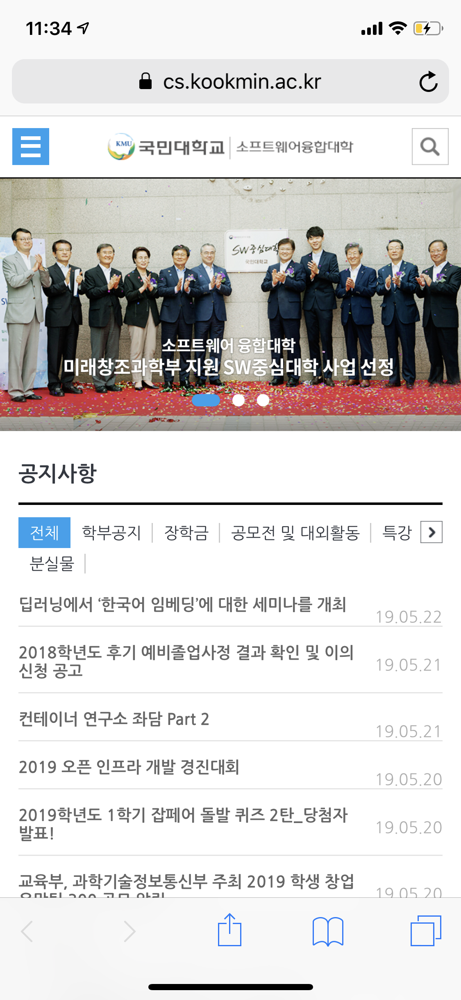 11:34
cs.kookmin.ac.kr
KMU 국민대학교 소프트웨어융합대학
SW중심대학
국민대학교
소프트웨어 융합대학
미래창조과학부 지원 SW중심대학 사업 선정
공지사항
전체 학부공지 장학금 공모전 및 대외활동 특강
분실물
딥러닝에서 ‘한국어 임베딩’에 대한 세미나를 개최
19.05.22
2018학년도 후기 예비졸업사정 결과 확인 및 이의
신청 공고
19.05.21
컨테이너 연구소 좌담 Part 2
19.05.21
2019 오픈 인프라 개발 경진대회
19.05.20
2019학년도 1학기 잡페어 돌발 퀴즈 2탄_당첨자
발표!
19.05.20
교육부, 과학기술정보통신부 주최 2019 학생 창업
유망팀 300 공모 알림
19.05.20